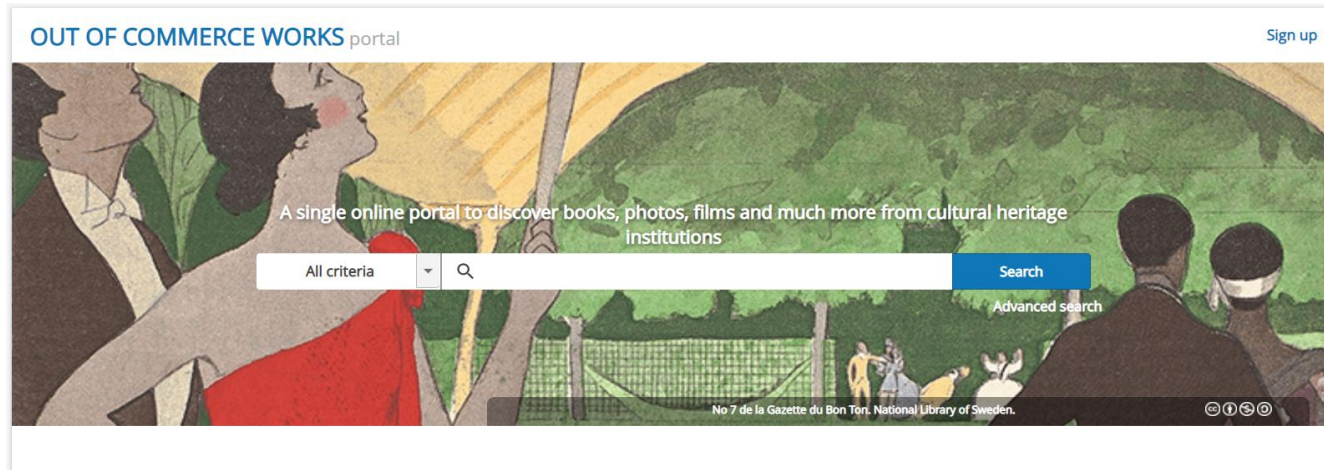 OUT OF COMMERCE WORKS portal
Sign up
A single online portal to discover books, photos, films and much more from cultural heritage
institutions
All criteria
Search
Advanced search
No 7 de la Gazette du Bon Ton. National Library of Sweden.